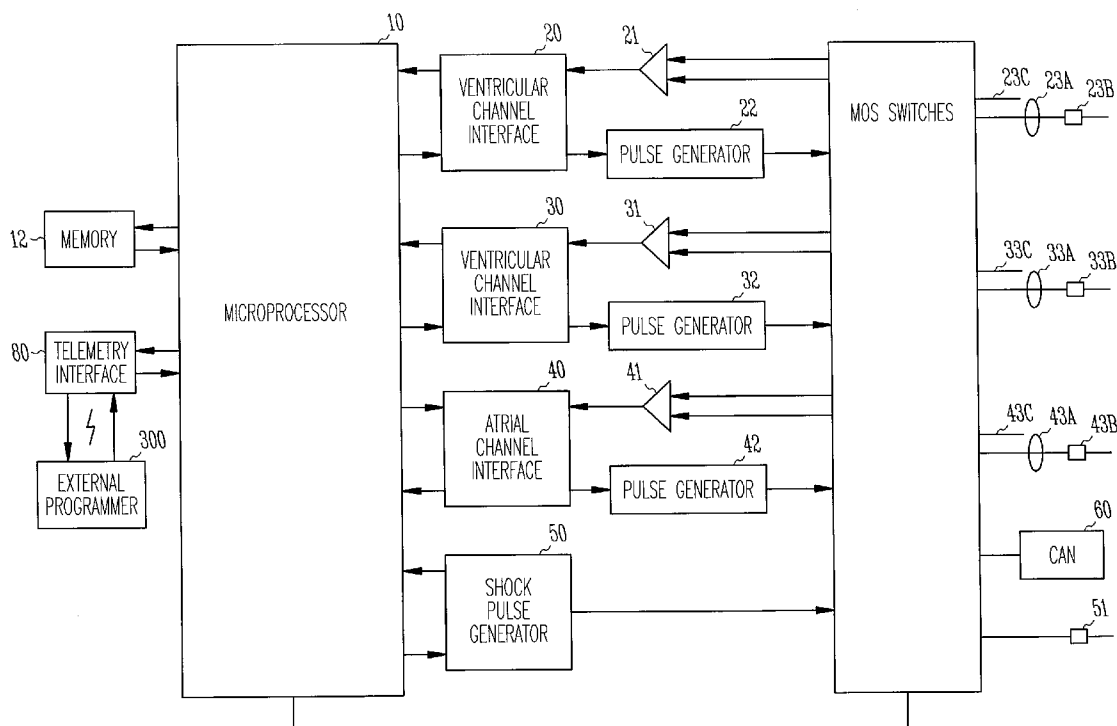 10
20
21
VENTRICULAR
CHANNEL
INTERFACE
22
PULSE GENERATOR
MOS SWITCHES
23C
23A
23B
12
MEMORY
MICROPROCESSOR
30
31
VENTRICULAR
CHANNEL
INTERFACE
32
PULSE GENERATOR
33C
33A
33B
80
TELEMETRY
INTERFACE
300
EXTERNAL
PROGRAMMER
40
41
ATRIAL
CHANNEL
INTERFACE
42
PULSE GENERATOR
43C
43A
43B
50
SHOCK
PULSE
GENERATOR
60
CAN
51